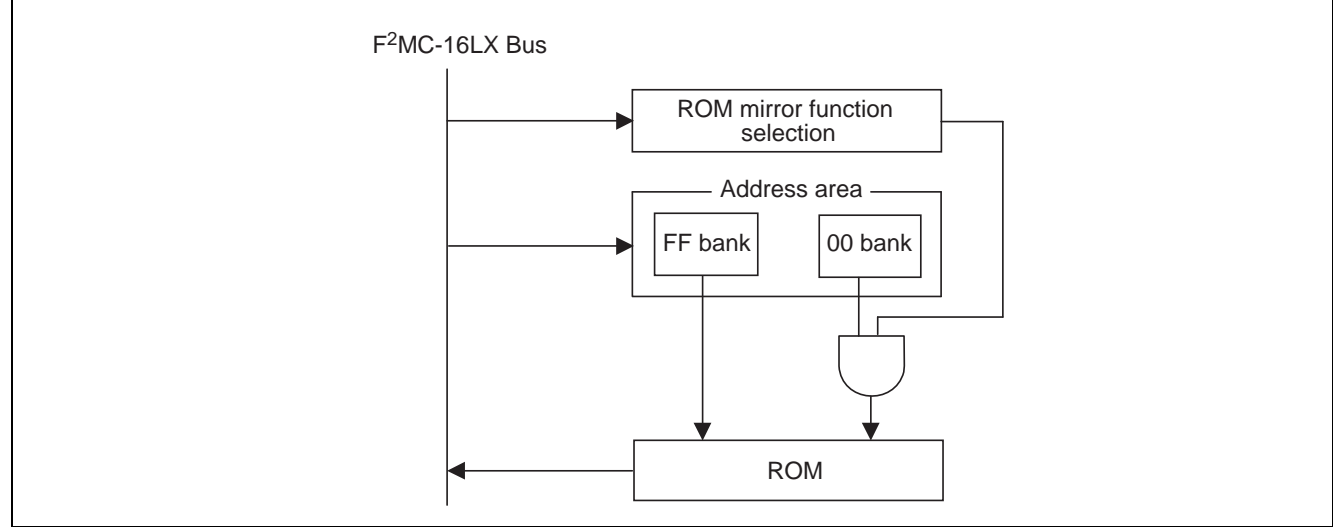 F²MC-16LX Bus
ROM mirror function
selection
Address area
FF bank
00 bank
ROM